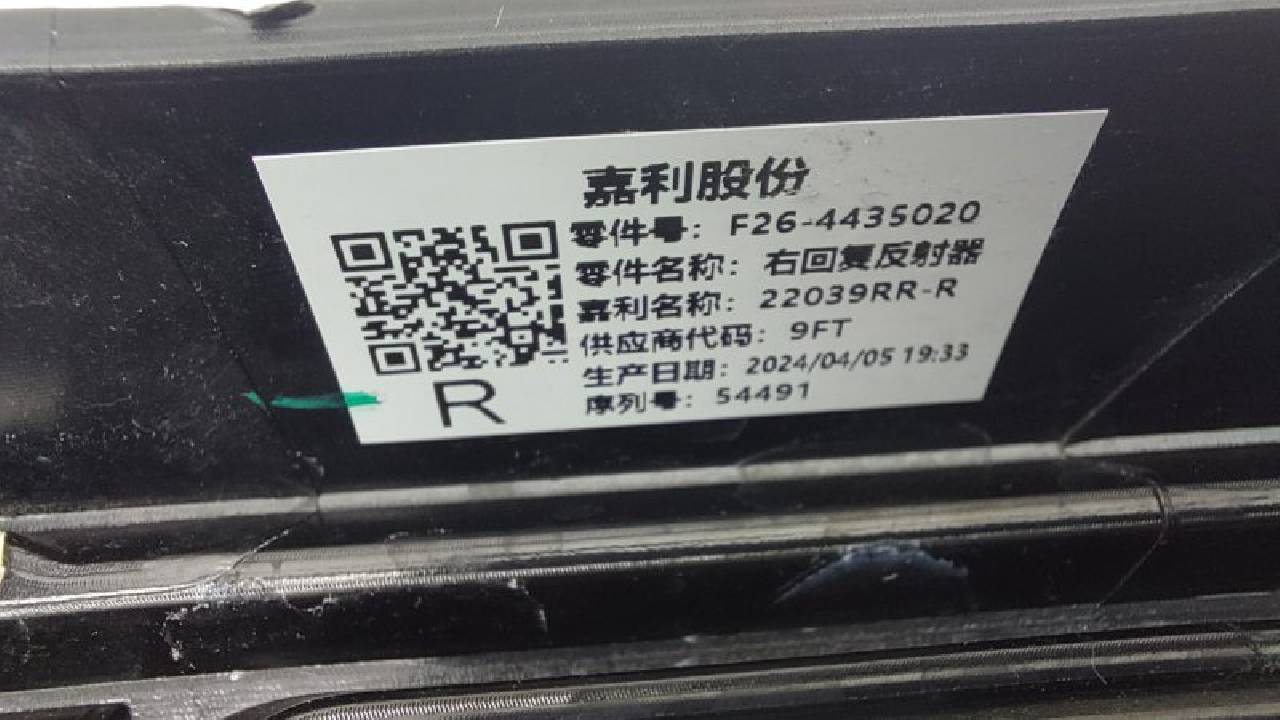 嘉利股份
零件号：F26-4435020
零件名称：右回复反射器
嘉利名称：22039RR-R
供应商代码：9FT
生产日期：2024/04/05 19:33
序列号：54491
R